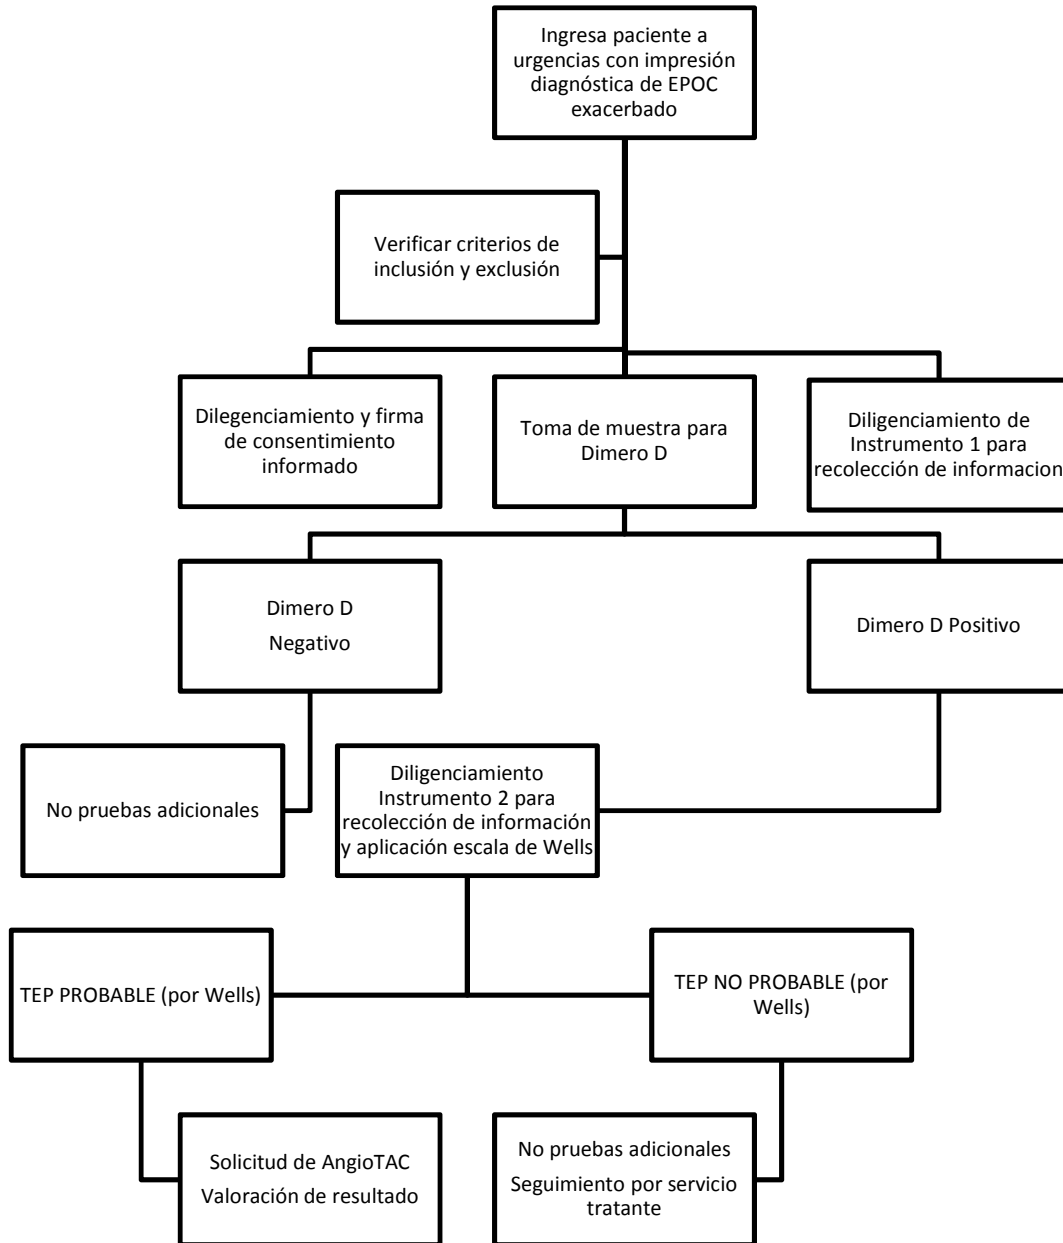 Ingresa paciente a
urgencias con impresión
diagnóstica de EPOC
exacerbado
Verificar criterios de
inclusión y exclusión
Dilegenciamiento y firma
de consentimiento
informado
Toma de muestra para
Dimero D
Diligenciamiento de
Instrumento 1 para
recolección de informacion
Dimero D
Negativo
Dimero D Positivo
No pruebas adicionales
Diligenciamiento
Instrumento 2 para
recolección de información
y aplicación escala de Wells
TEP PROBABLE (por Wells)
TEP NO PROBABLE (por
Wells)
Solicitud de AngioTAC
Valoración de resultado
No pruebas adicionales
Seguimiento por servicio
tratante